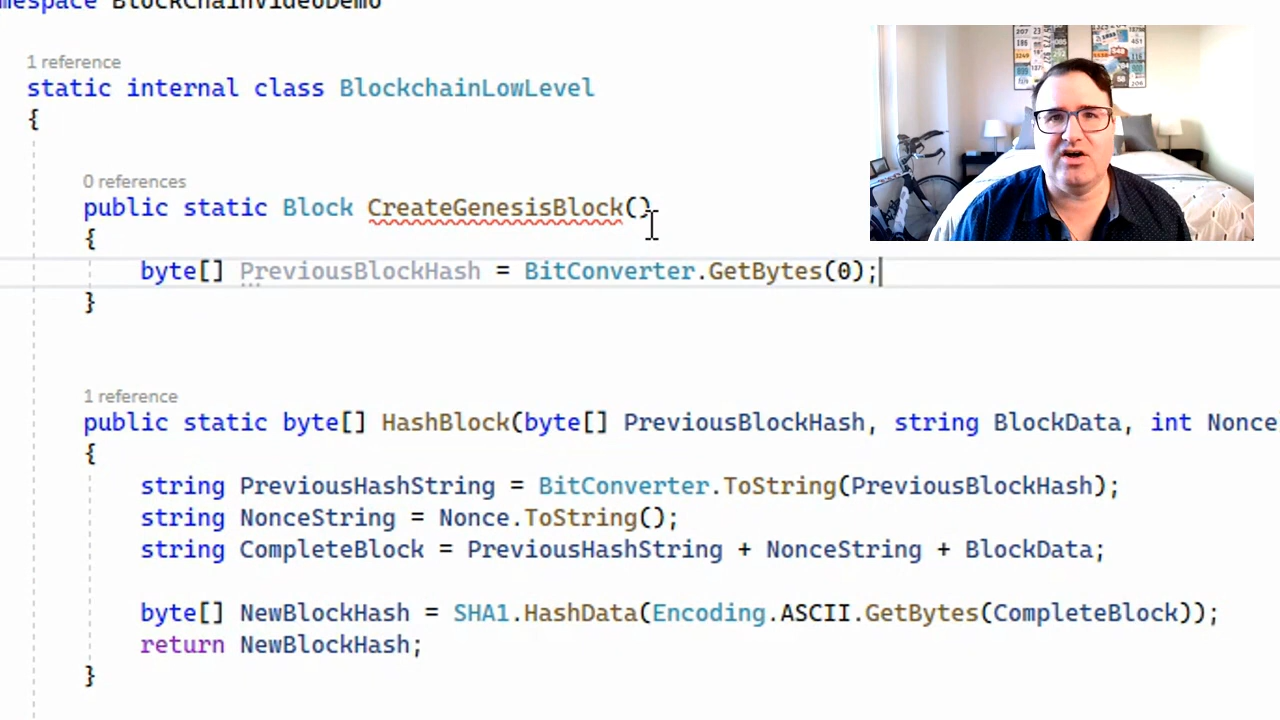 mespace BlockChainVideoDemo
1 reference
static internal class BlockchainLowLevel
{
0 references
public static Block CreateGenesisBlock()
{
byte[] PreviousBlockHash = BitConverter.GetBytes(0);
}
1 reference
public static byte[] HashBlock(byte[] PreviousBlockHash, string BlockData, int Nonce
{
string PreviousHashString = BitConverter.ToString(PreviousBlockHash);
string NonceString = Nonce.ToString();
string CompleteBlock = PreviousHashString + NonceString + BlockData;
byte[] NewBlockHash = SHA1.HashData(Encoding.ASCII.GetBytes(CompleteBlock));
return NewBlockHash;
}